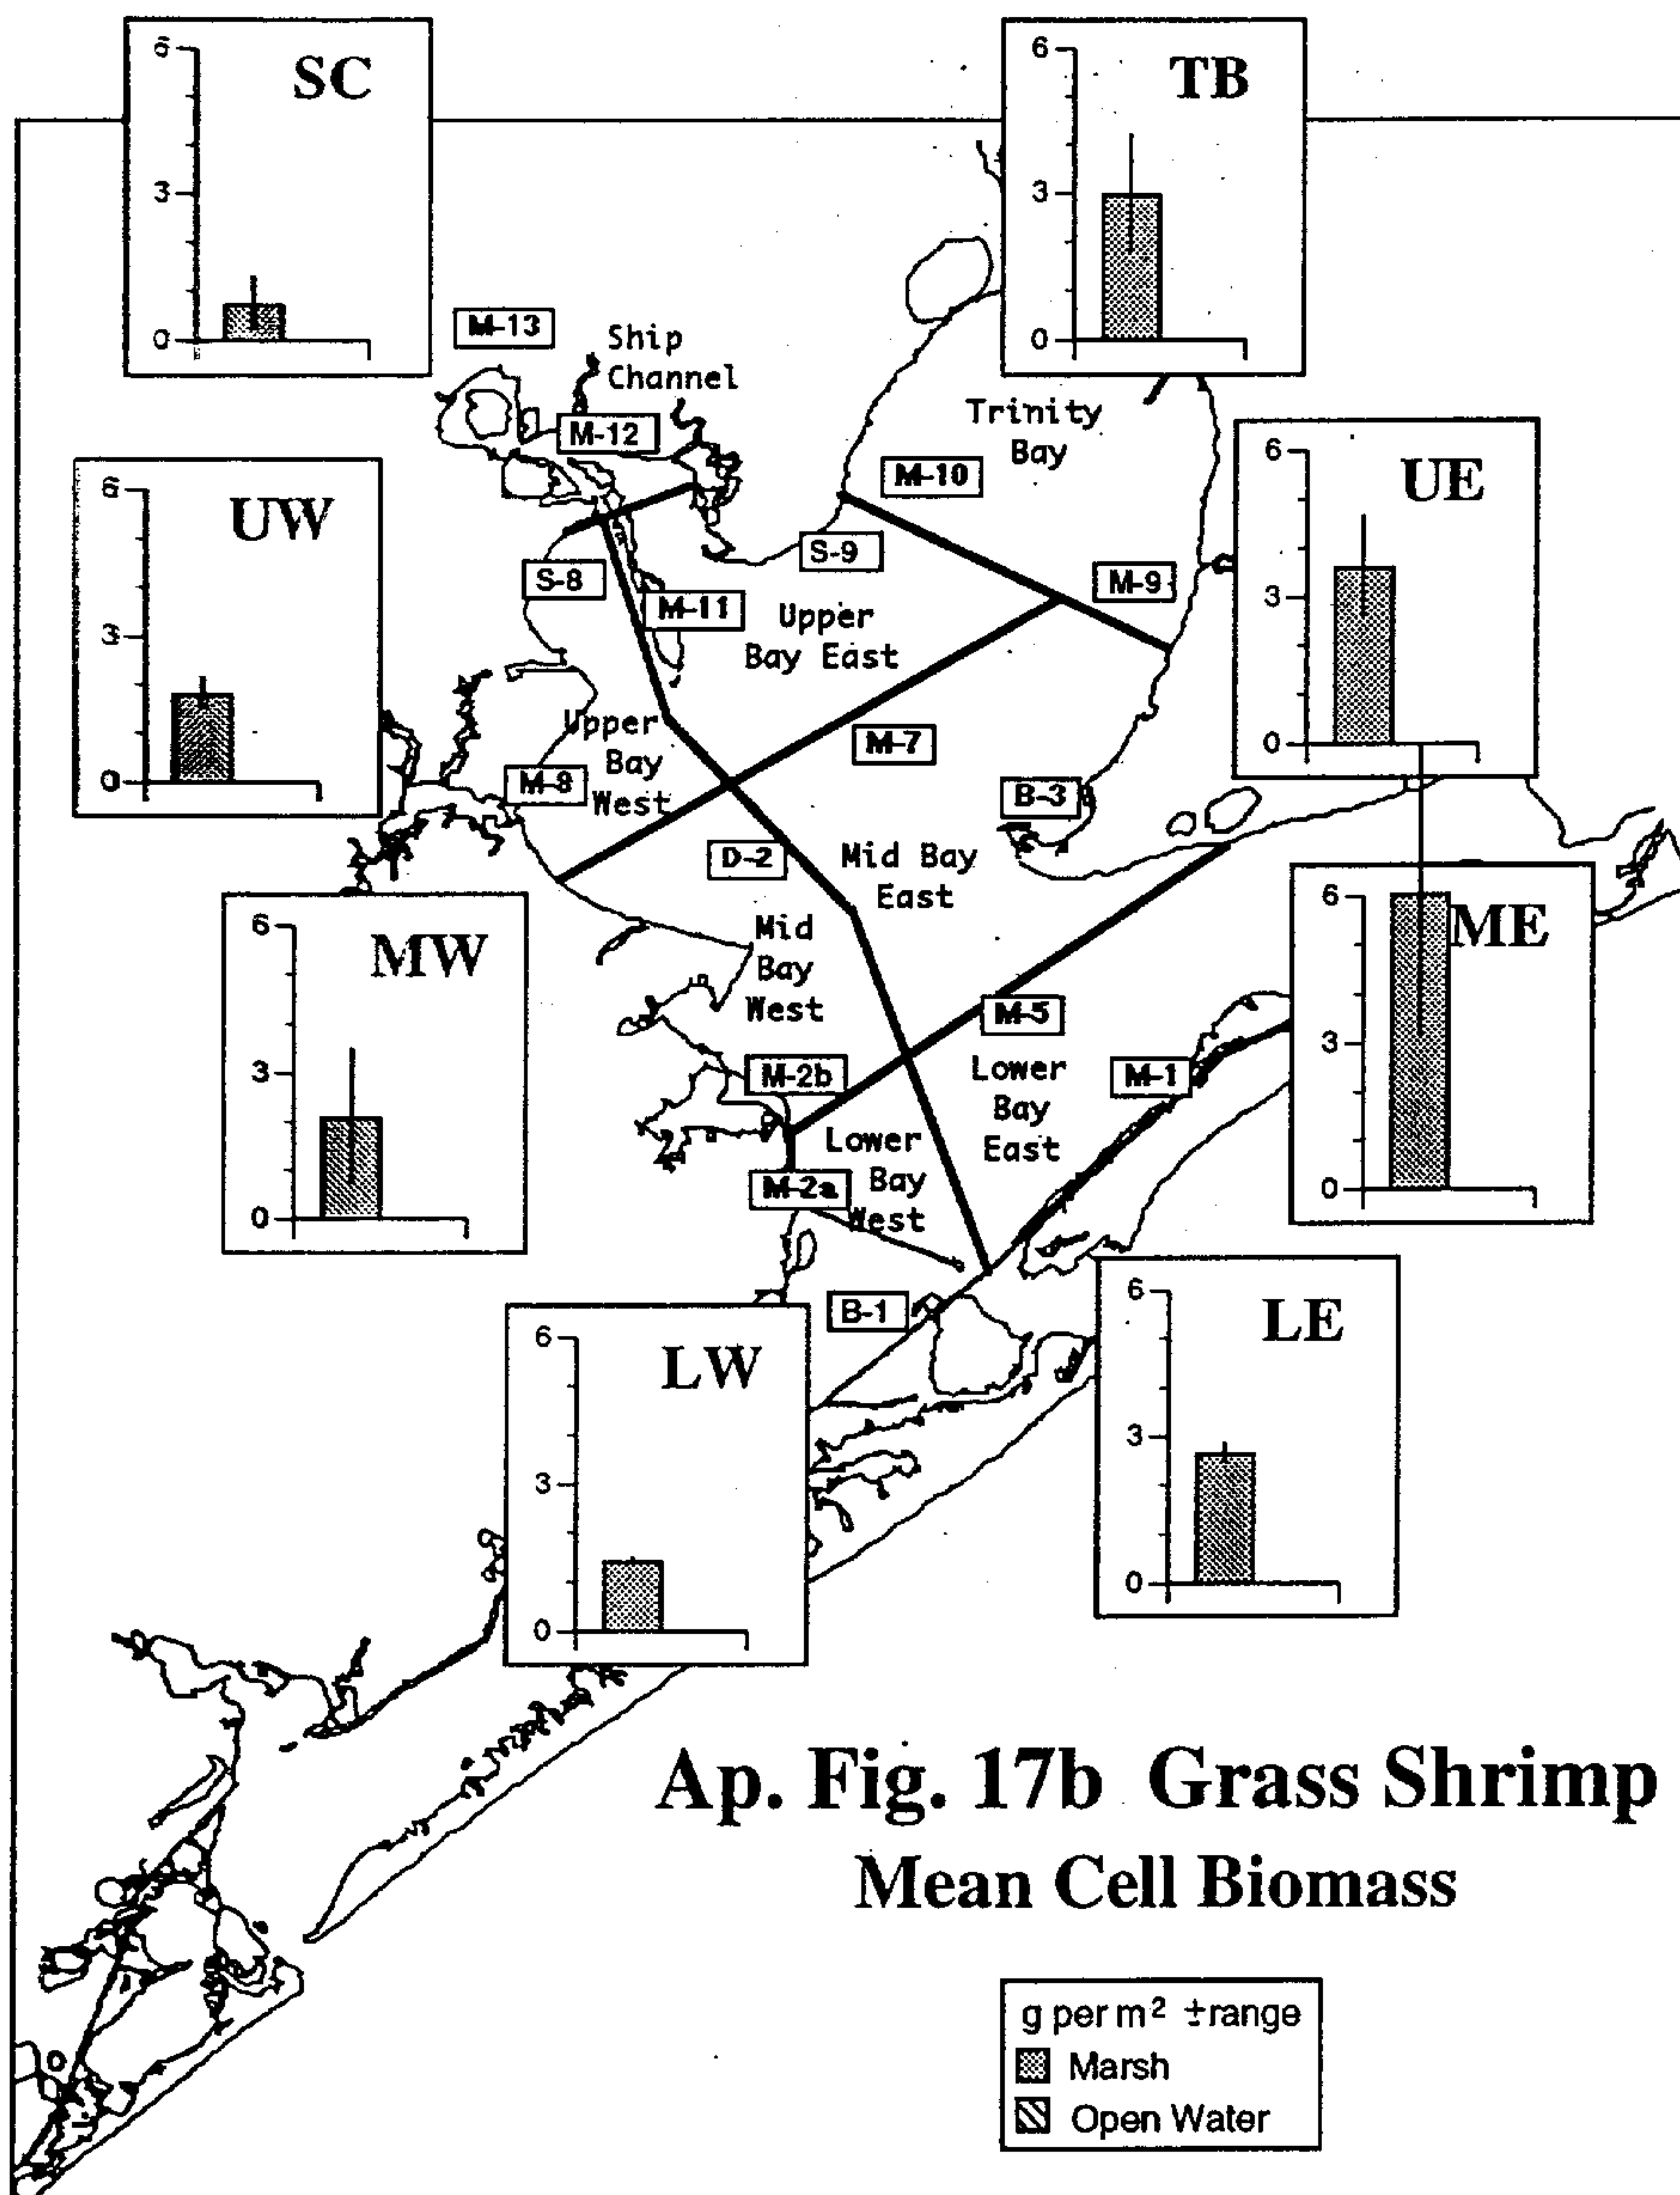 SC
6
3
0
TB
6
3
0
M-13
Ship
Channel
M-12
Trinity
Bay
M-10
UE
6
3
0
UW
6
3
0
S-9
S-8
M-9
M-11
Upper
Bay East
Upper
Bay
West
M-7
M-8
B-3
D-2
Mid Bay
East
MW
6
3
0
Mid
Bay
West
ME
6
3
0
M-5
M-2b
Lower
Bay
East
M-1
Lower
Bay
West
M-2a
B-1
LE
6
3
0
LW
6
3
0
Ap. Fig. 17b Grass Shrimp
Mean Cell Biomass
g per m² ±range
Marsh
Open Water